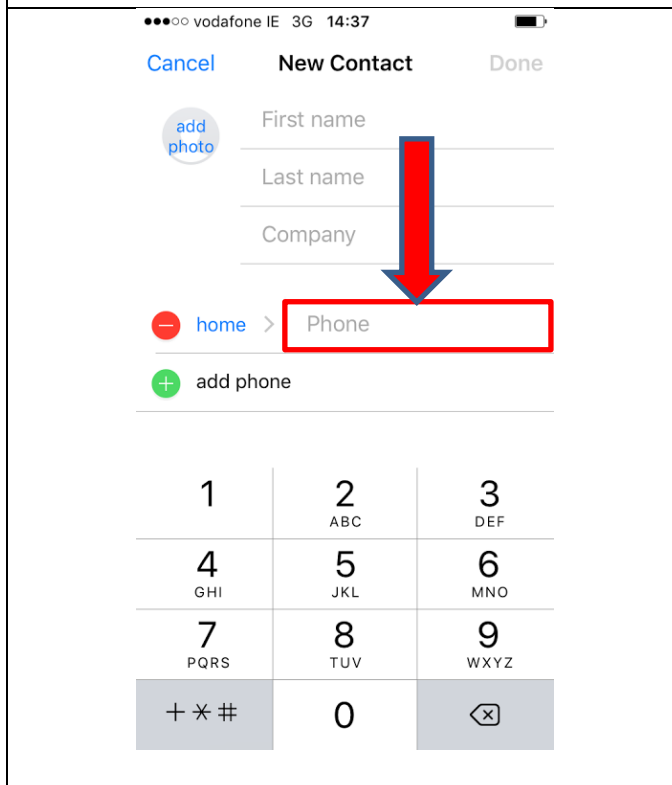 vodafone IE 3G 14:37
Cancel New Contact Done
add
photo
First name
Last name
Company
home Phone
add phone
1 2 3
ABC DEF
4 5 6
GHI JKL MNO
7 8 9
PQRS TUV WXYZ
+*# 0